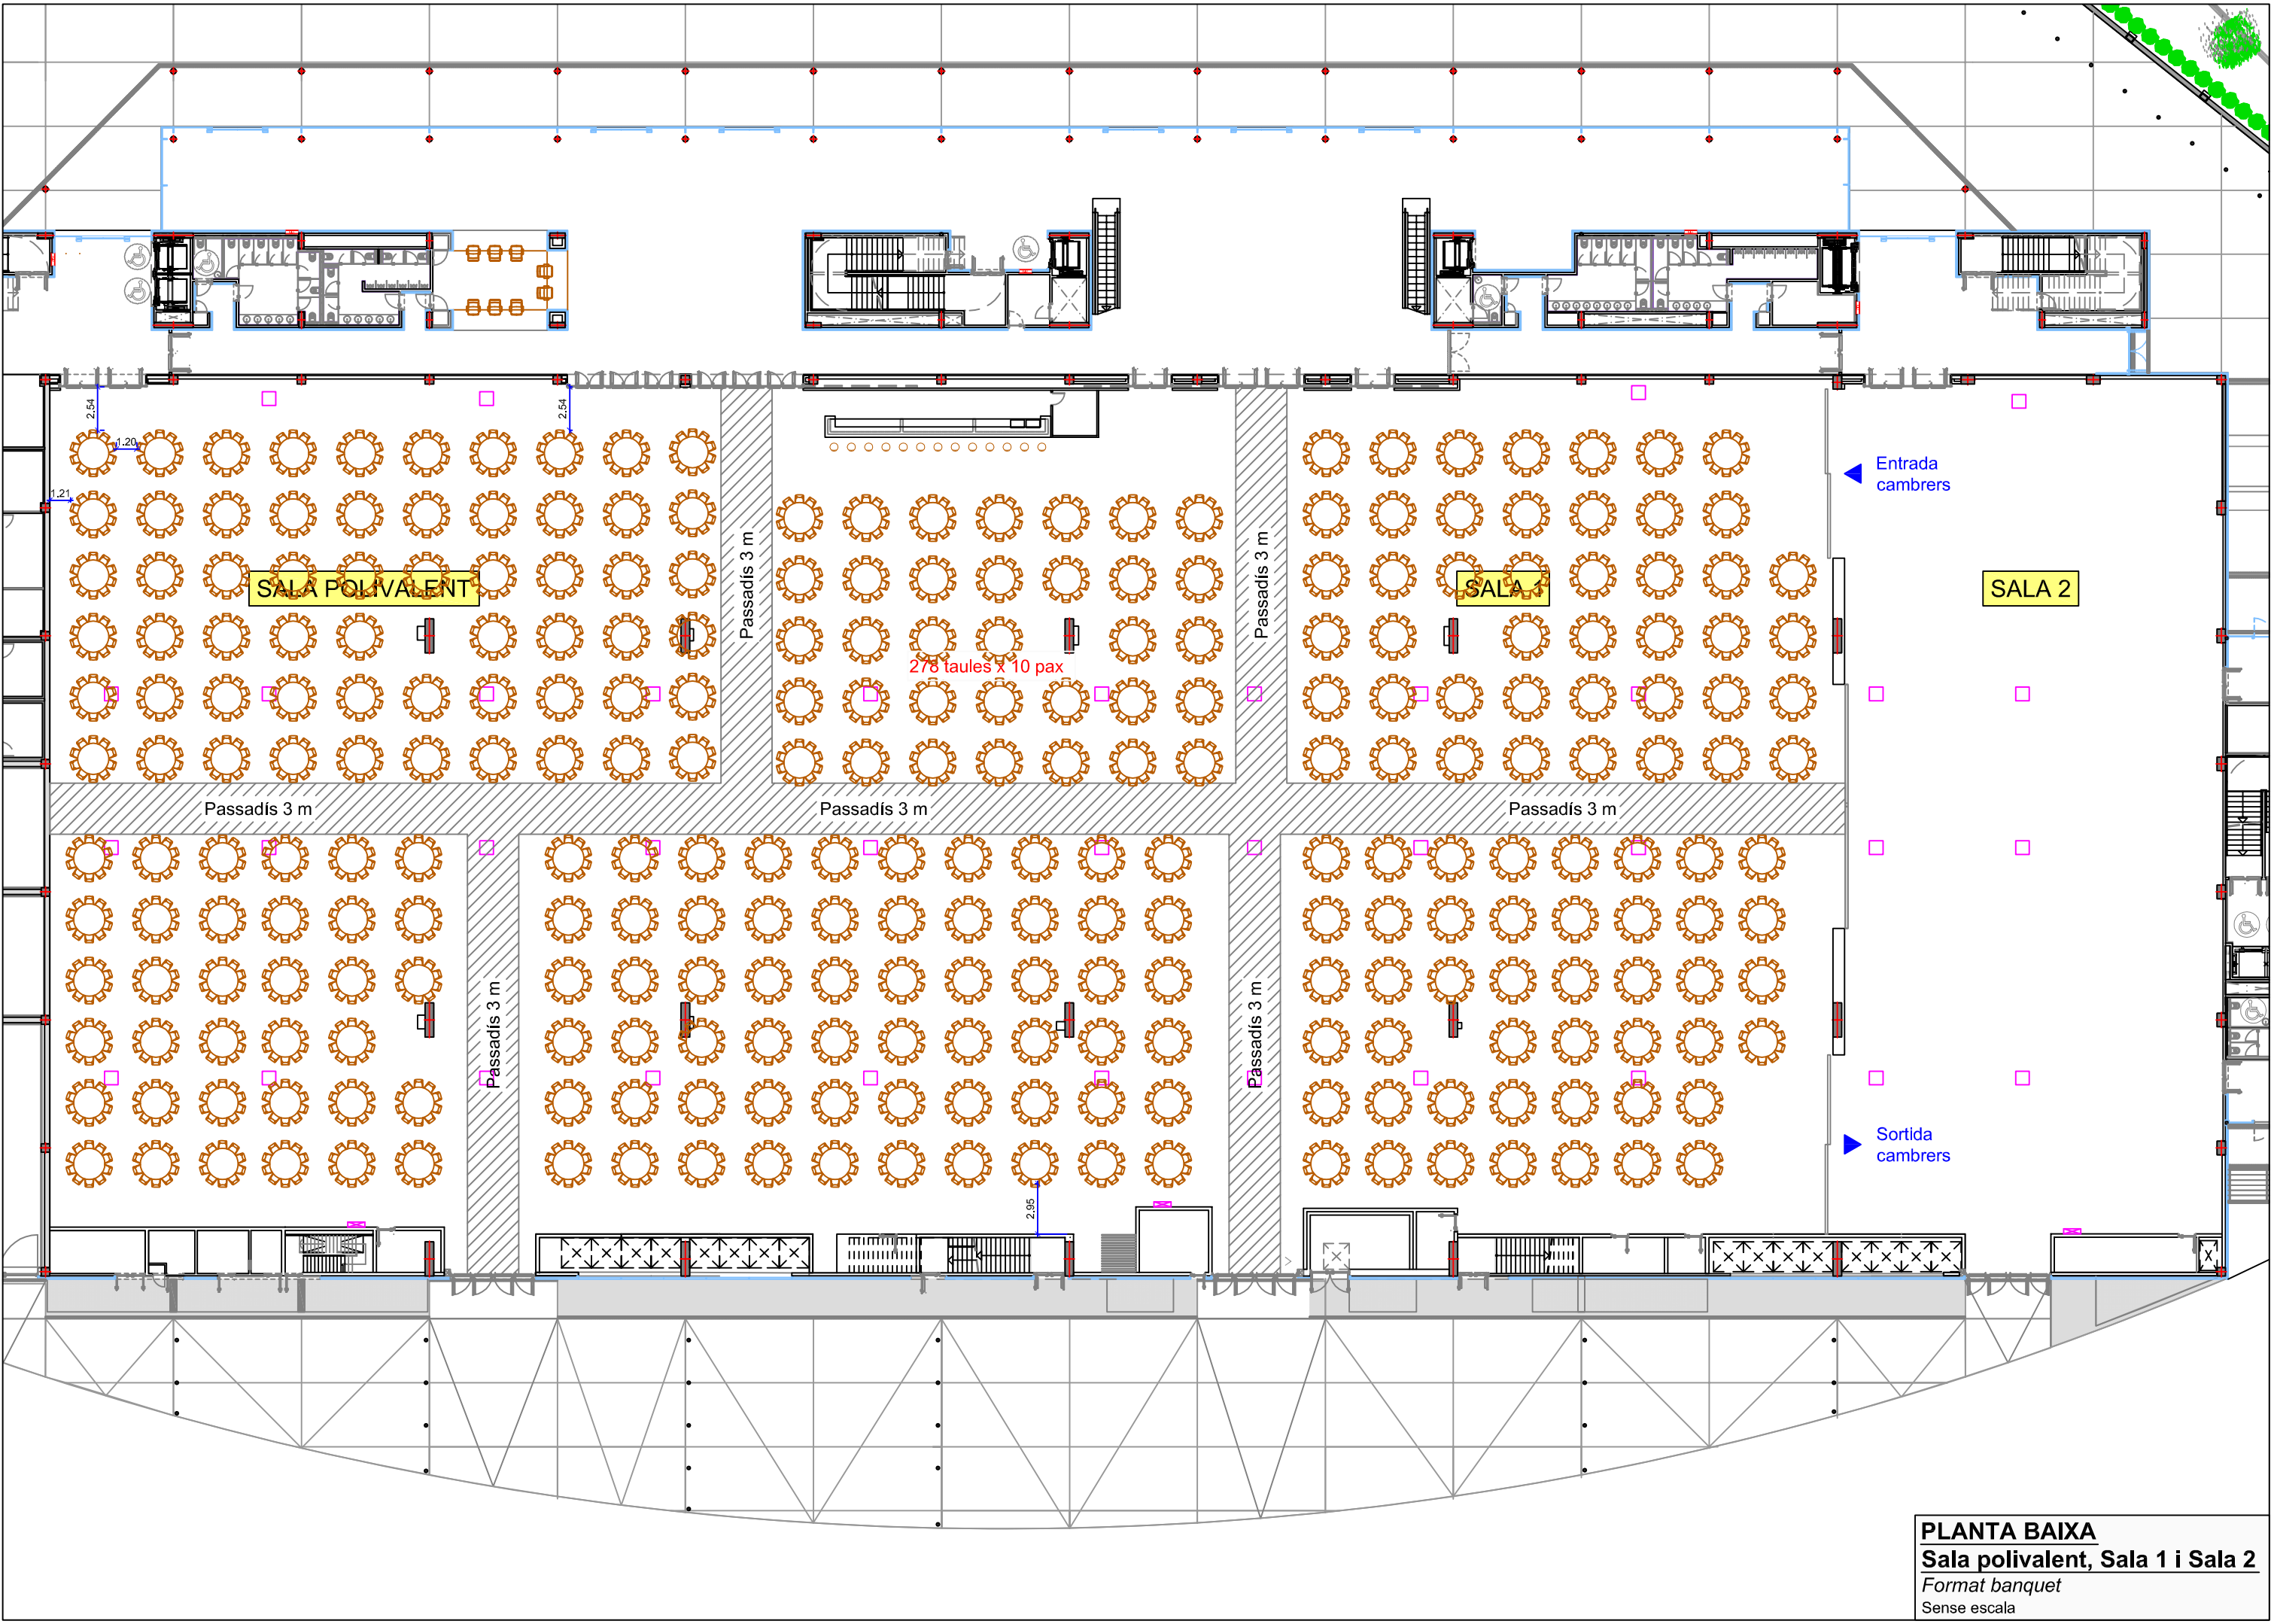 2.54
2.54
1.20
1.21
Entrada
cambrers
SALA POLIVALENT
SALA 1
SALA 2
Passadís 3 m
Passadís 3 m
278 taules x 10 pax
Passadís 3 m
Passadís 3 m
Passadís 3 m
Passadís 3 m
Passadís 3 m
Sortida
cambrers
2.95
PLANTA BAIXA
Sala polivalent, Sala 1 i Sala 2
Format banquet
Sense escala